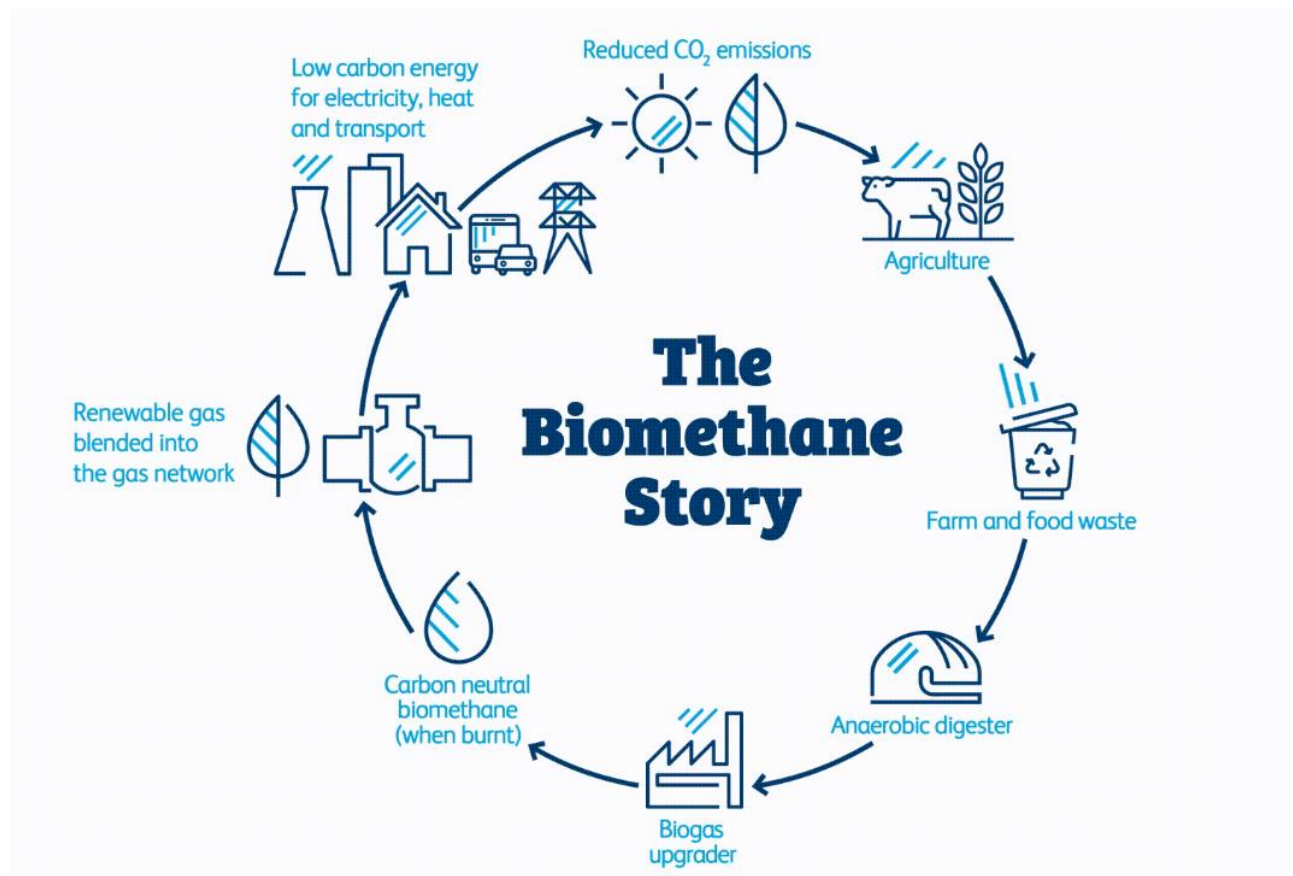 Reduced CO₂ emissions
Low carbon energy
for electricity, heat
and transport
Agriculture
The
Biomethane
Story
Renewable gas
blended into
the gas network
Farm and food waste
Carbon neutral
biomethane
(when burnt)
Anaerobic digester
Biogas
upgrader